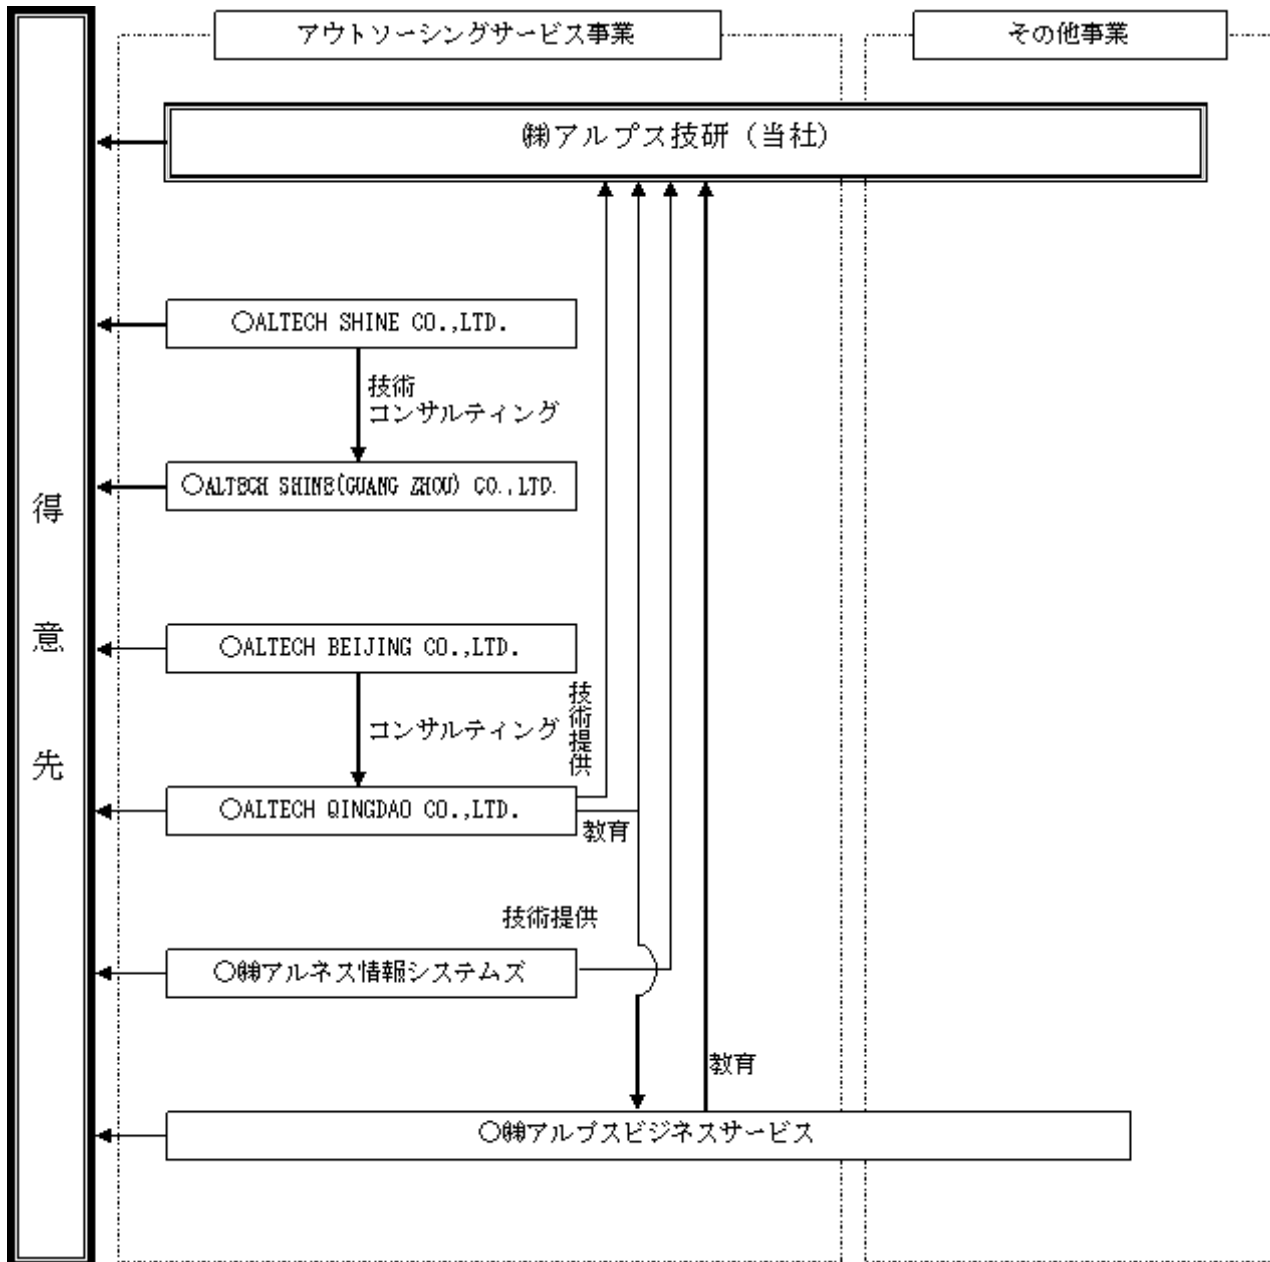 アウトソーシングサービス事業
その他事業
㈱アルプス技研（当社）
○ALTECH SHINE CO.,LTD.
技術
コンサルティング
○ALTECH SHINE(GUANG ZHOU) CO.,LTD.
得意先
○ALTECH BEIJING CO.,LTD.
コンサルティング
技術提供
○ALTECH QINGDAO CO.,LTD.
教育
技術提供
○㈱アルネス情報システムズ
教育
○㈱アルプスビジネスサービス